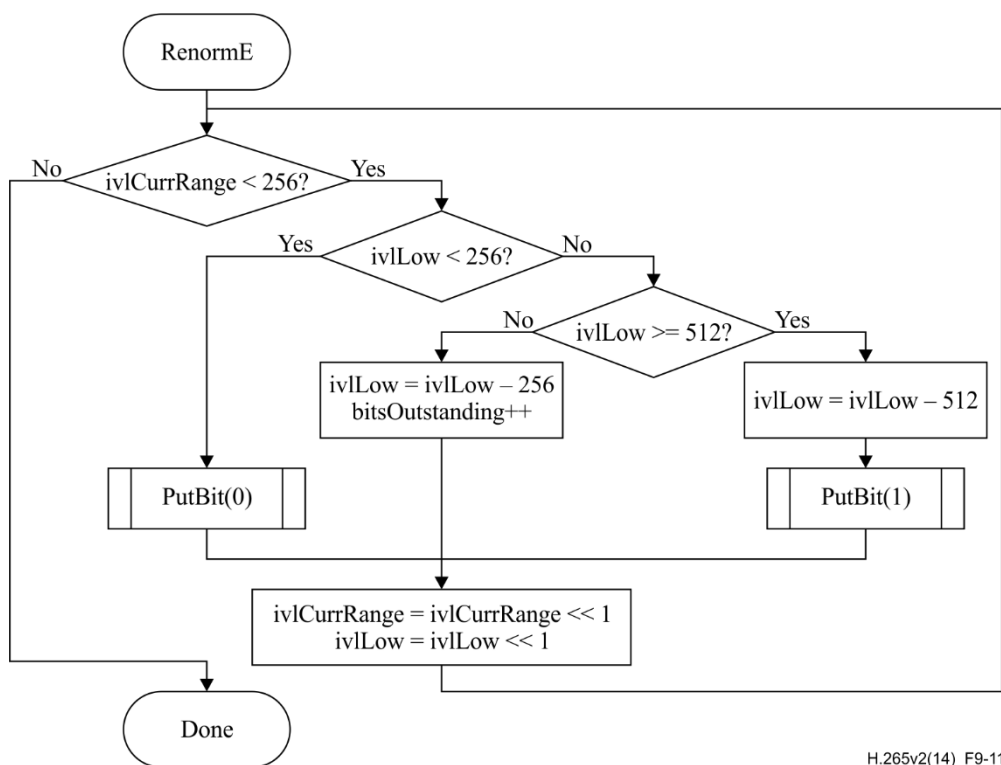 RenormE
No
ivlCurrRange < 256?
Yes
Yes
ivlLow < 256?
No
No
ivlLow >= 512?
Yes
ivlLow = ivlLow – 256
bitsOutstanding++
ivlLow = ivlLow – 512
PutBit(0)
PutBit(1)
ivlCurrRange = ivlCurrRange << 1
ivlLow = ivlLow << 1
Done
H.265v2(14)_F9-11